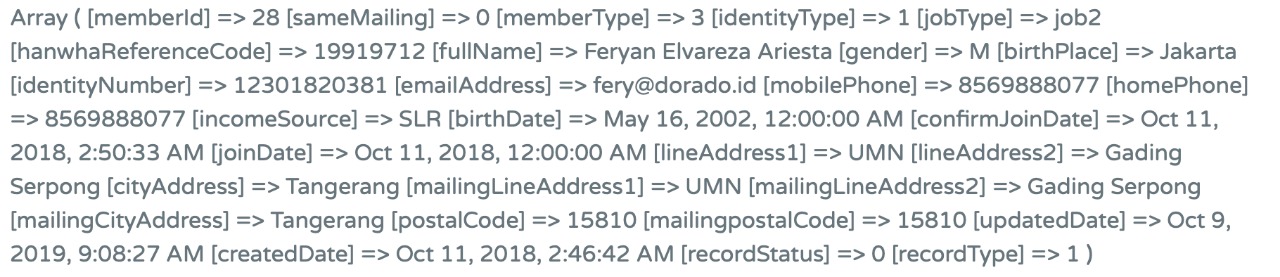 Array ( [memberId] => 28 [sameMailing] => 0 [memberType] => 3 [identityType] => 1 [jobType] => job2
[hanwhaReferenceCode] => 19919712 [fullName] => Feryan Elvareza Ariesta [gender] => M [birthPlace] => Jakarta
[identityNumber] => 12301820381 [emailAddress] => fery@dorado.id [mobilePhone] => 8569888077 [homePhone]
=> 8569888077 [incomeSource] => SLR [birthDate] => May 16, 2002, 12:00:00 AM [confirmJoinDate] => Oct 11,
2018, 2:50:33 AM [joinDate] => Oct 11, 2018, 12:00:00 AM [lineAddress1] => UMN [lineAddress2] => Gading
Serpong [cityAddress] => Tangerang [mailingLineAddress1] => UMN [mailingLineAddress2] => Gading Serpong
[mailingCityAddress] => Tangerang [postalCode] => 15810 [mailingpostalCode] => 15810 [updatedDate] => Oct 9,
2019, 9:08:27 AM [createdDate] => Oct 11, 2018, 2:46:42 AM [recordStatus] => 0 [recordType] => 1 )